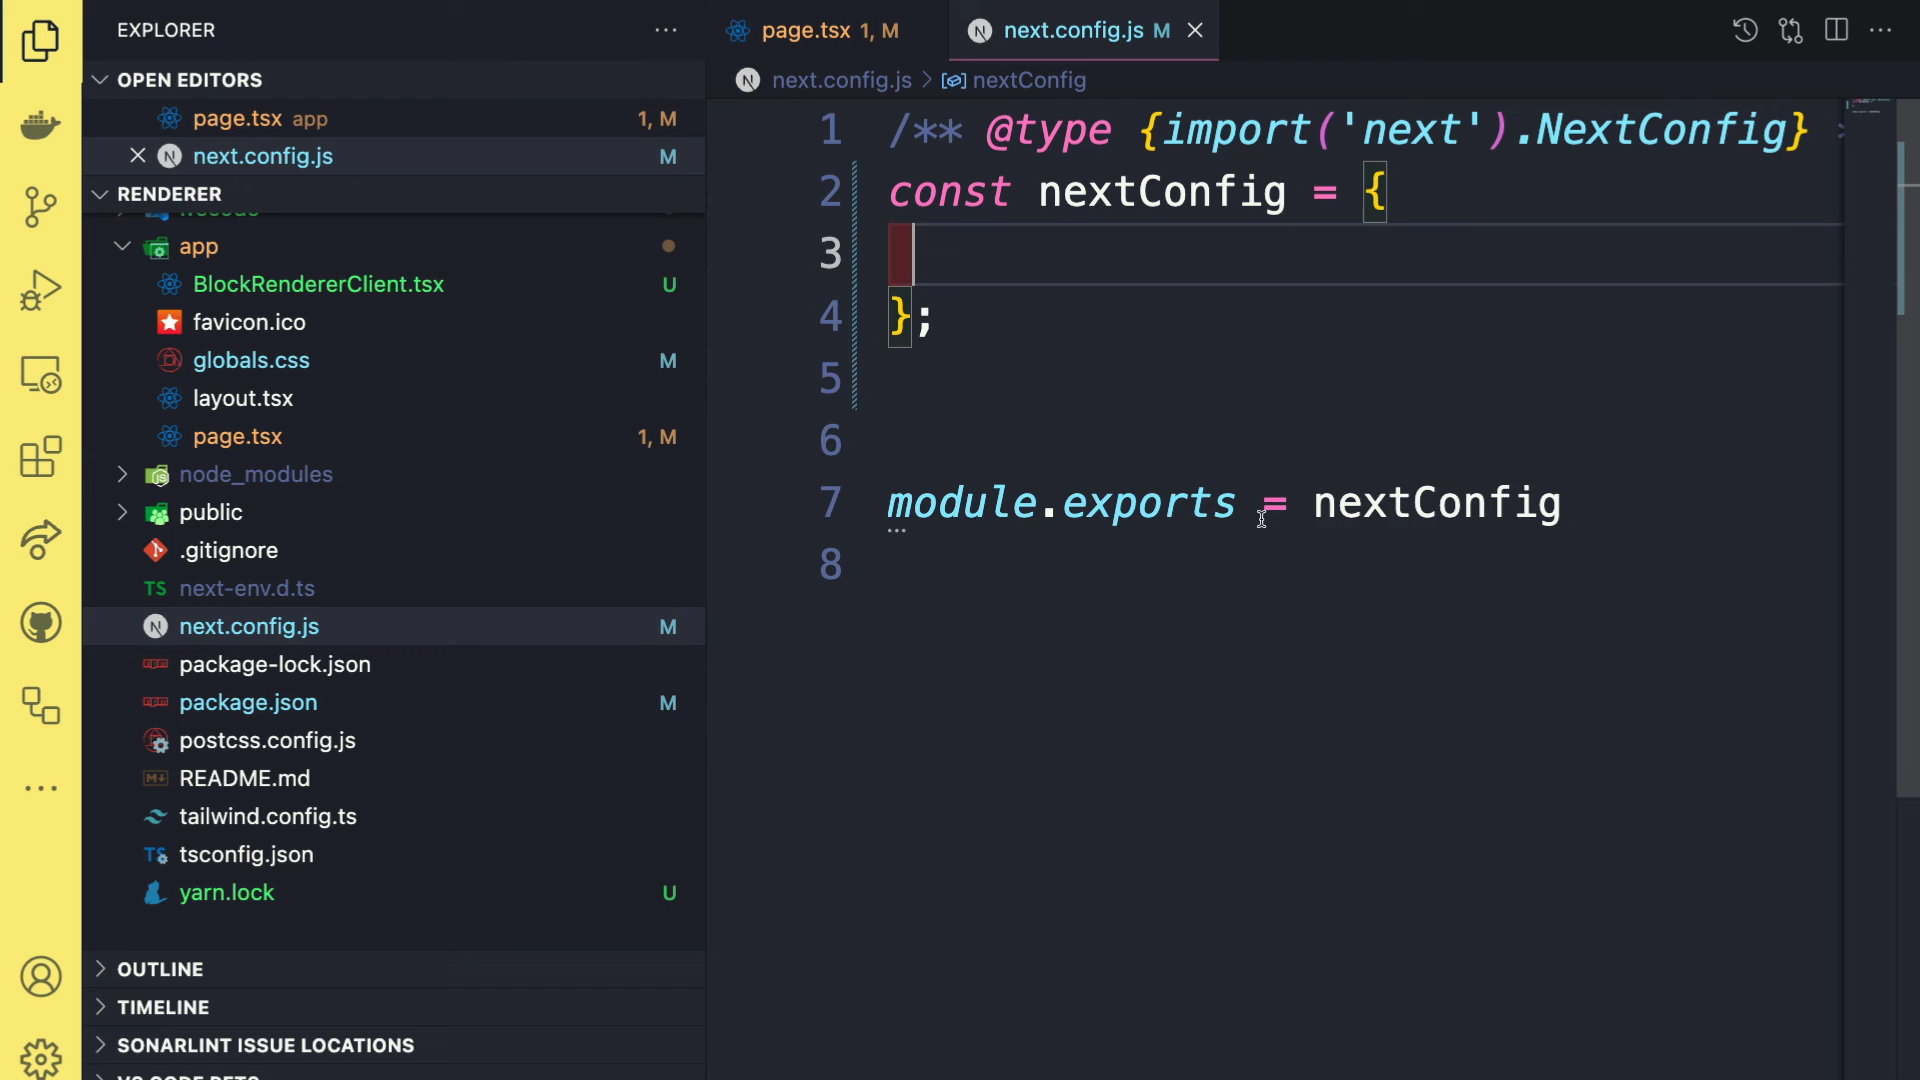 EXPLORER
OPEN EDITORS
page.tsx app 1, M
next.config.js M
RENDERER
app
BlockRendererClient.tsx U
favicon.ico
globals.css M
layout.tsx
page.tsx 1, M
node_modules
public
.gitignore
TS next-env.d.ts
N next.config.js M
package-lock.json
package.json M
postcss.config.js
README.md
tailwind.config.ts
TS tsconfig.json
yarn.lock U
OUTLINE
TIMELINE
SONARLINT ISSUE LOCATIONS
page.tsx 1, M
N next.config.js M
N next.config.js > nextConfig
1 /** @type {import('next').NextConfig}
2 const nextConfig = {
3
4 };
5
6
7 module.exports = nextConfig
8